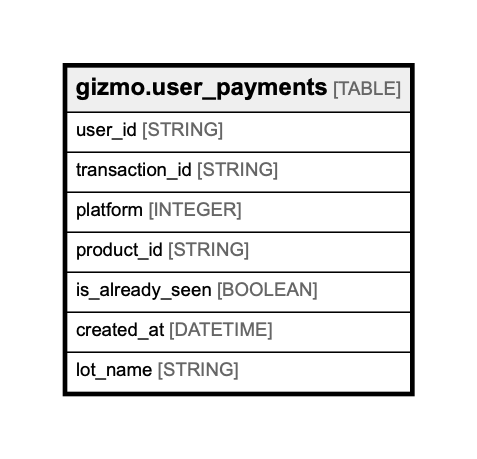 gizmo.user_payments [TABLE]
user_id [STRING]
transaction_id [STRING]
platform [INTEGER]
product_id [STRING]
is_already_seen [BOOLEAN]
created_at [DATETIME]
lot_name [STRING]